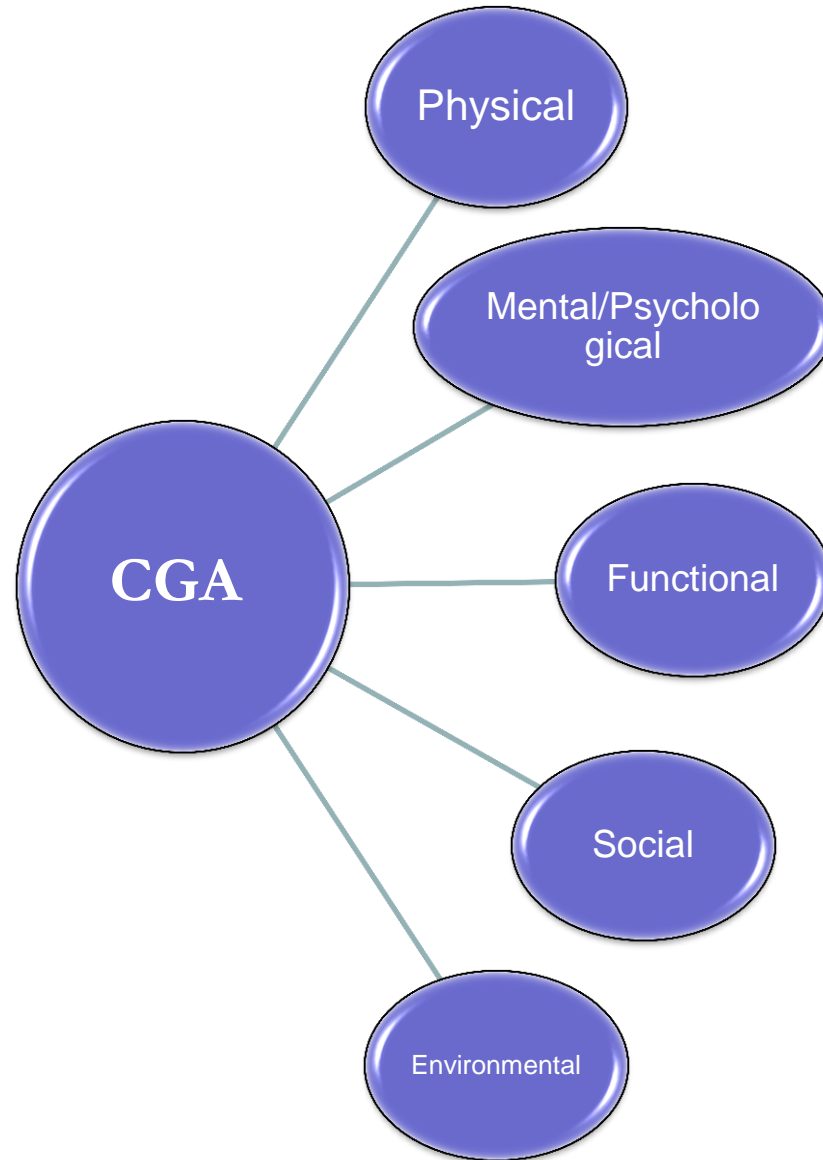 Physical
Mental/Psycholo
gical
CGA
Functional
Social
Environmental